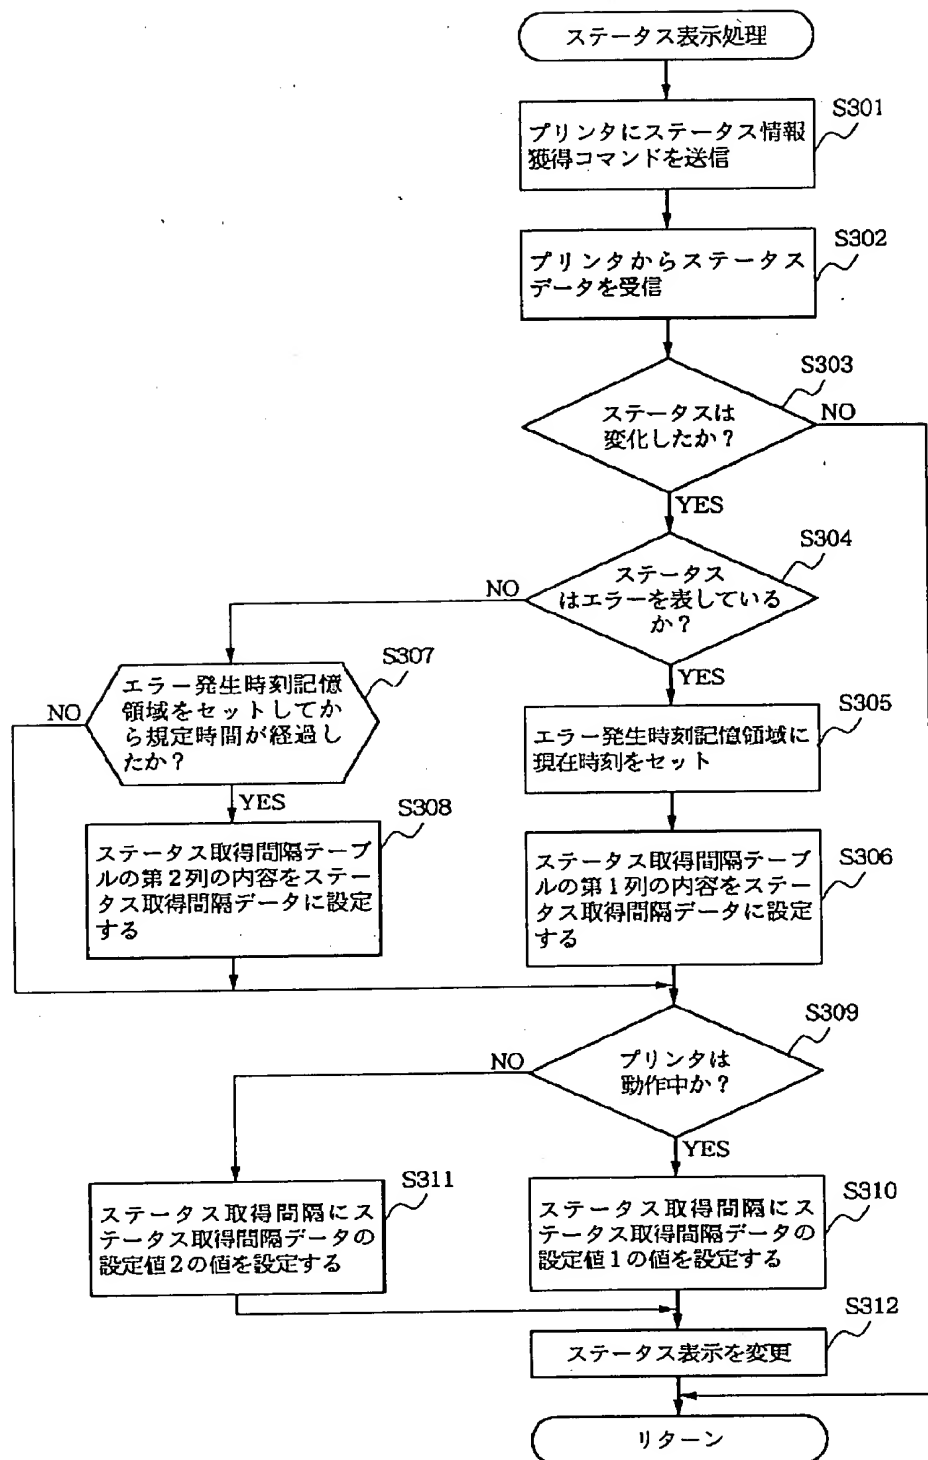 ステータス表示処理
S301
プリンタにステータス情報
獲得コマンドを送信
S302
プリンタからステータス
データを受信
S303
ステータスは
変化したか？
NO
YES
S304
ステータス
はエラーを表している
か？
NO
YES
S307
エラー発生時刻記憶
領域をセットしてか
ら規定時間が経過し
たか？
NO
YES
S305
エラー発生時刻記憶領域に
現在時刻をセット
S308
ステータス取得間隔テーブ
ルの第２列の内容をステー
タス取得間隔データに設定
する
S306
ステータス取得間隔テーブ
ルの第１列の内容をステー
タス取得間隔データに設定
する
S309
プリンタは
動作中か？
NO
YES
S311
ステータス取得間隔にス
テータス取得間隔データの
設定値２の値を設定する
S310
ステータス取得間隔にス
テータス取得間隔データの
設定値１の値を設定する
S312
ステータス表示を変更
リターン